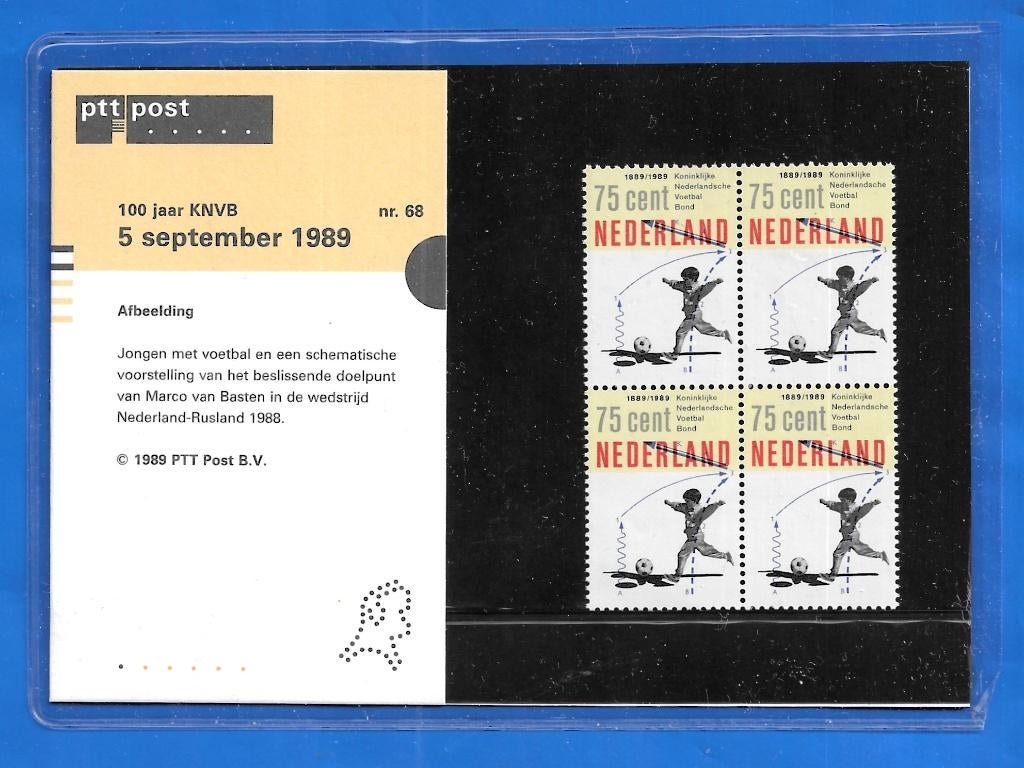 ptt post
100 jaar KNVB nr. 68
5 september 1989
Afbeelding
Jongen met voetbal en een schematische
voorstelling van het beslissende doelpunt
van Marco van Basten in de wedstrijd
Nederland-Rusland 1988.
© 1989 PTT Post B.V.
1889/1989 Koninklijke
Nederlandsche
Voetbal
Bond
75 cent
NEDERLAND
A B
1889/1989 Koninklijke
Nederlandsche
Voetbal
Bond
75 cent
NEDERLAND
A B
1889/1989 Koninklijke
Nederlandsche
Voetbal
Bond
75 cent
NEDERLAND
A B
1889/1989 Koninklijke
Nederlandsche
Voetbal
Bond
75 cent
NEDERLAND
A B